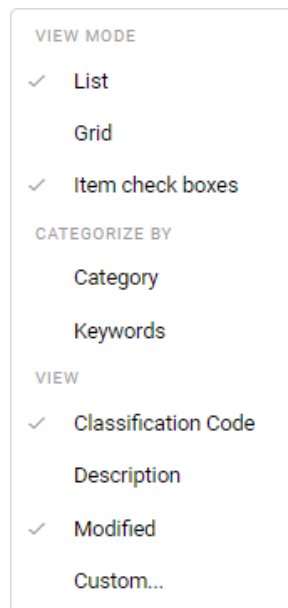 VIEW MODE
List
Grid
Item check boxes
CATEGORIZE BY
Category
Keywords
VIEW
Classification Code
Description
Modified
Custom...